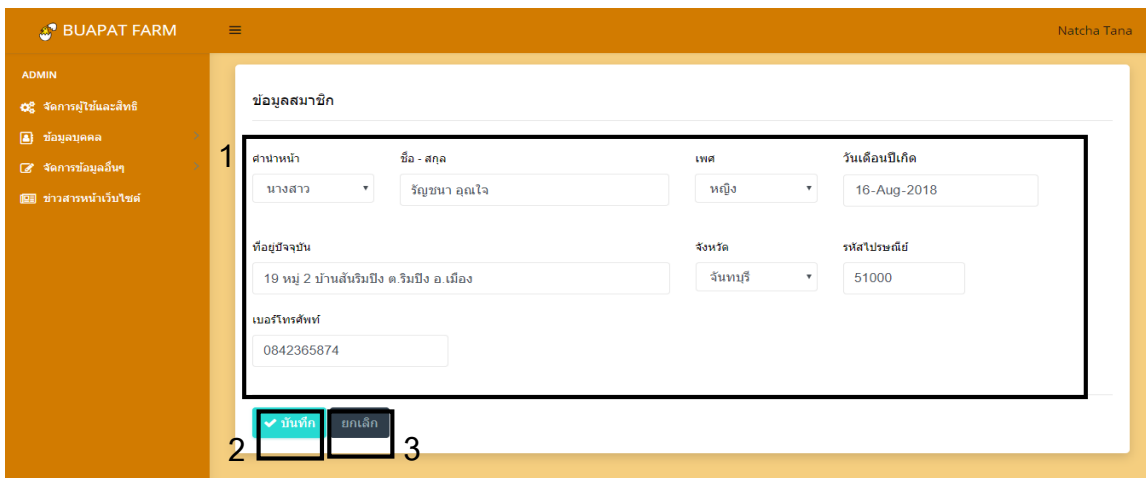 BUAPAT FARM
Natcha Tana
ADMIN
จัดการผู้ใช้และสิทธิ
ข้อมูลบุคคล
จัดการข้อมูลอื่นๆ
ข่าวสารหน้าเว็บไซต์
ข้อมูลสมาชิก
1
คำนำหน้า ชื่อ - สกุล เพศ วันเดือนปีเกิด
นางสาว รัญชนา อุณใจ หญิง 16-Aug-2018
ที่อยู่ปัจจุบัน จังหวัด รหัสไปรษณีย์
19 หมู่ 2 บ้านสันริมปิง ต.ริมปิง อ.เมือง จันทบุรี 51000
เบอร์โทรศัพท์
0842365874
บันทึก ยกเลิก
2 3